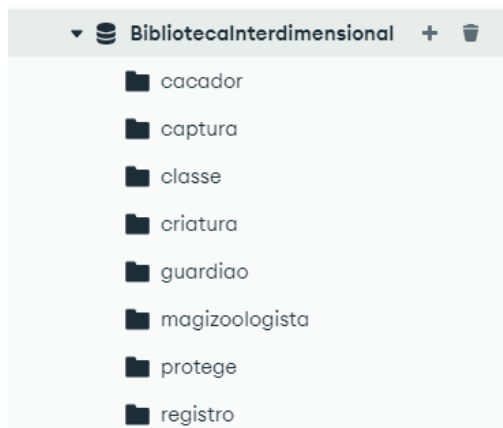 BibliotecaInterdimensional
cacador
captura
classe
criatura
guardiao
magizoologista
protege
registro